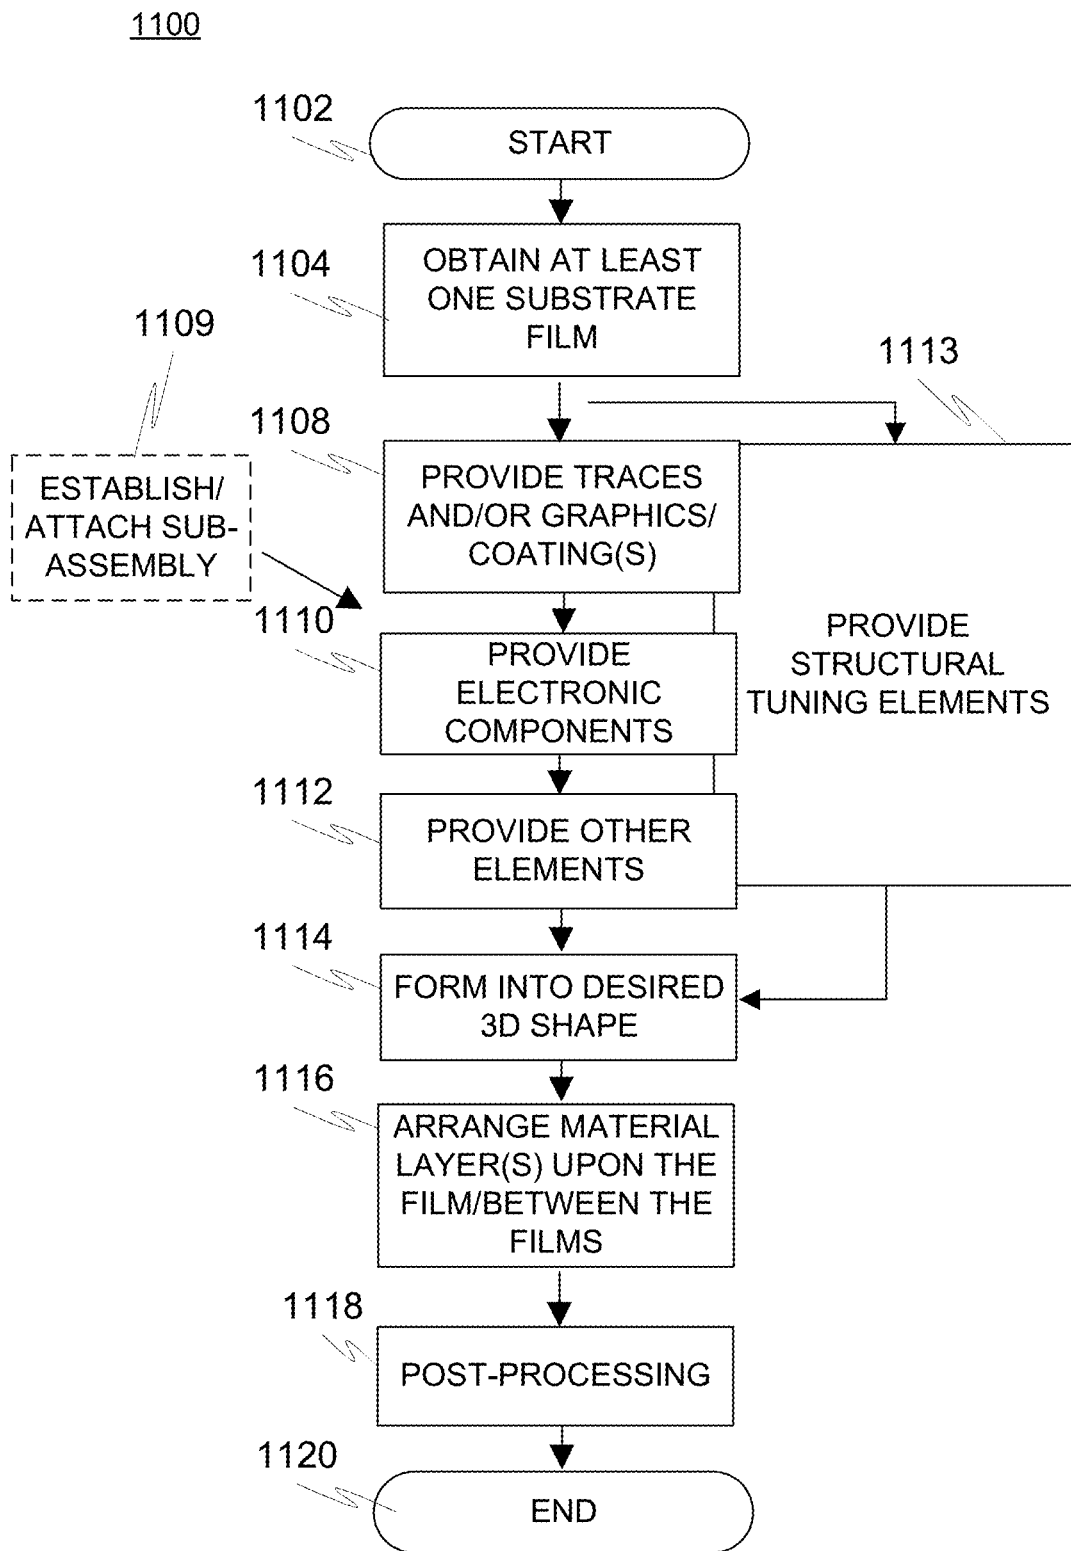 1100
1102
START
1104
OBTAIN AT LEAST
ONE SUBSTRATE
FILM
1109
1113
1108
ESTABLISH/
ATTACH SUB-
ASSEMBLY
PROVIDE TRACES
AND/OR GRAPHICS/
COATING(S)
1110
PROVIDE
ELECTRONIC
COMPONENTS
PROVIDE
STRUCTURAL
TUNING ELEMENTS
1112
PROVIDE OTHER
ELEMENTS
1114
FORM INTO DESIRED
3D SHAPE
1116
ARRANGE MATERIAL
LAYER(S) UPON THE
FILM/BETWEEN THE
FILMS
1118
POST-PROCESSING
1120
END